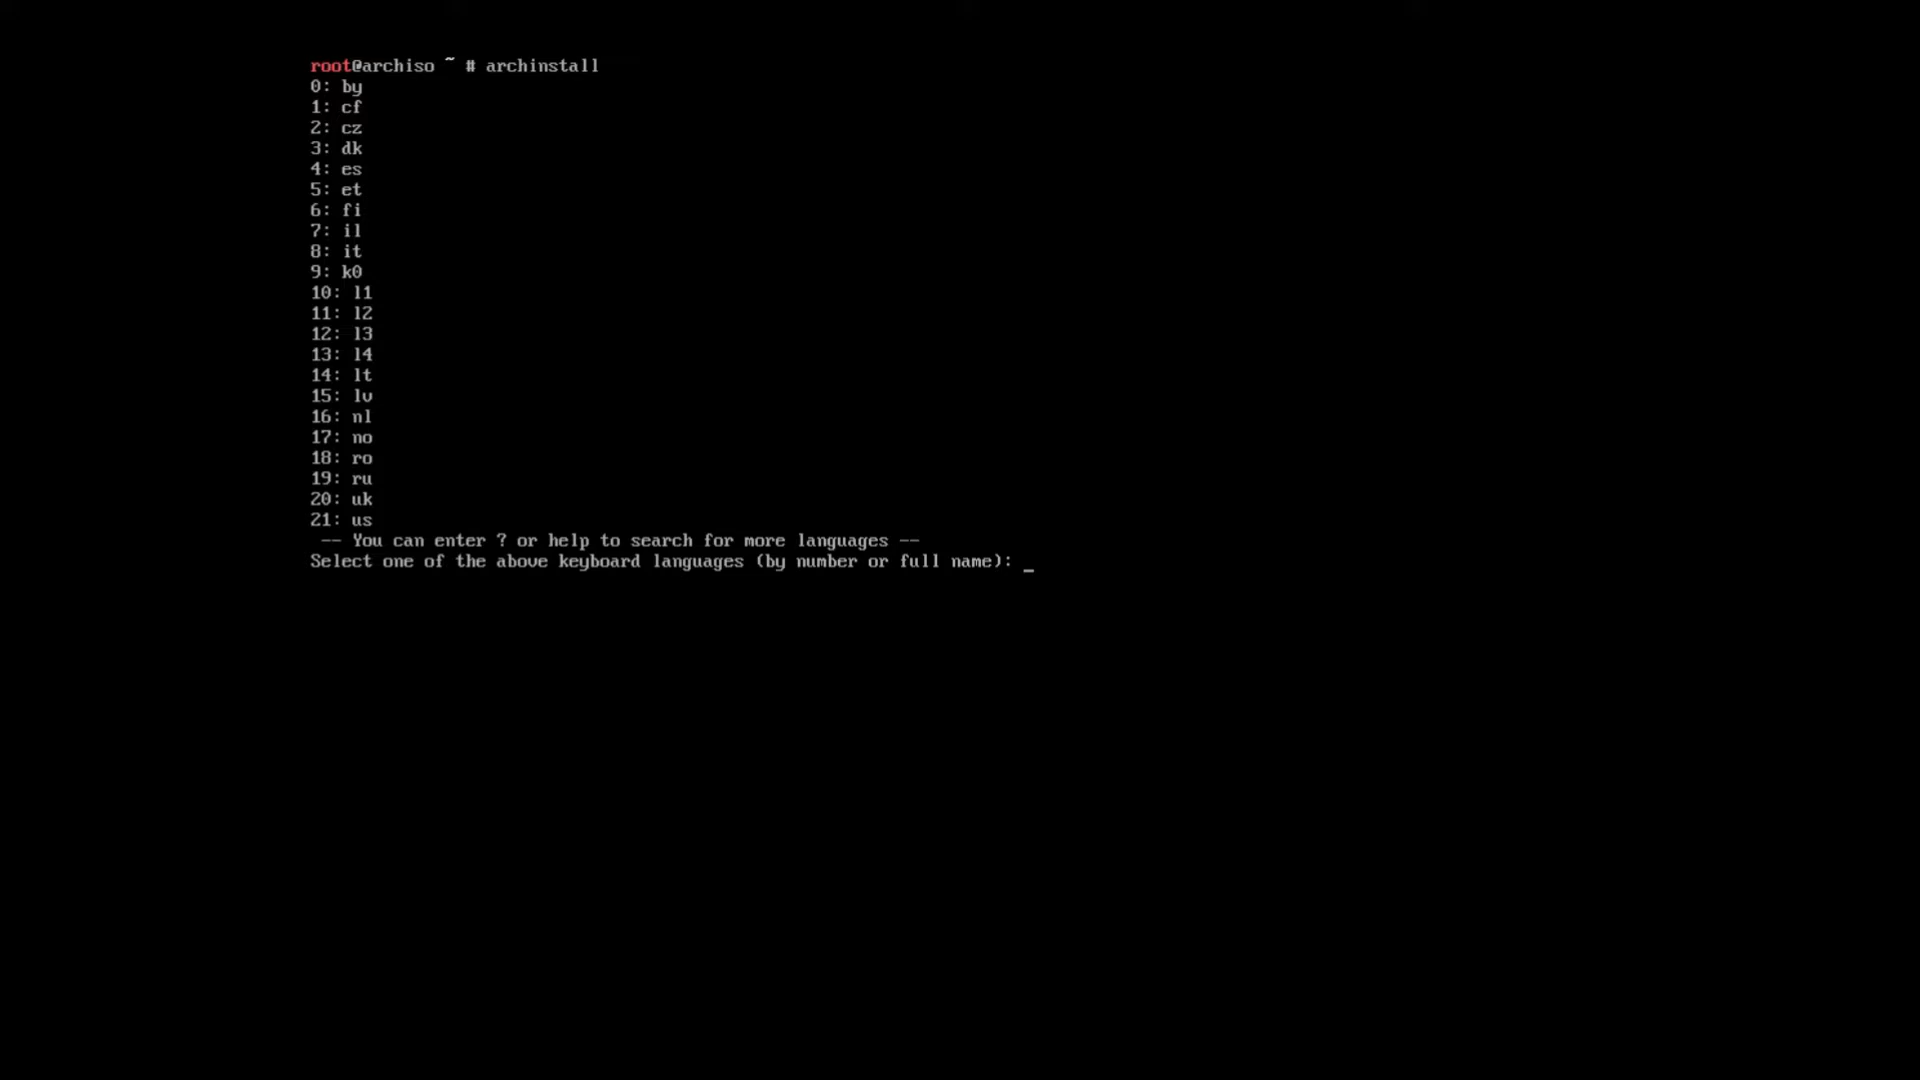 root@archiso ~ # archinstall
0: by
1: cf
2: cz
3: dk
4: es
5: et
6: fi
7: il
8: it
9: k0
10: l1
11: l2
12: l3
13: l4
14: lt
15: lv
16: nl
17: no
18: ro
19: ru
20: uk
21: us
-- You can enter ? or help to search for more languages --
Select one of the above keyboard languages (by number or full name): _